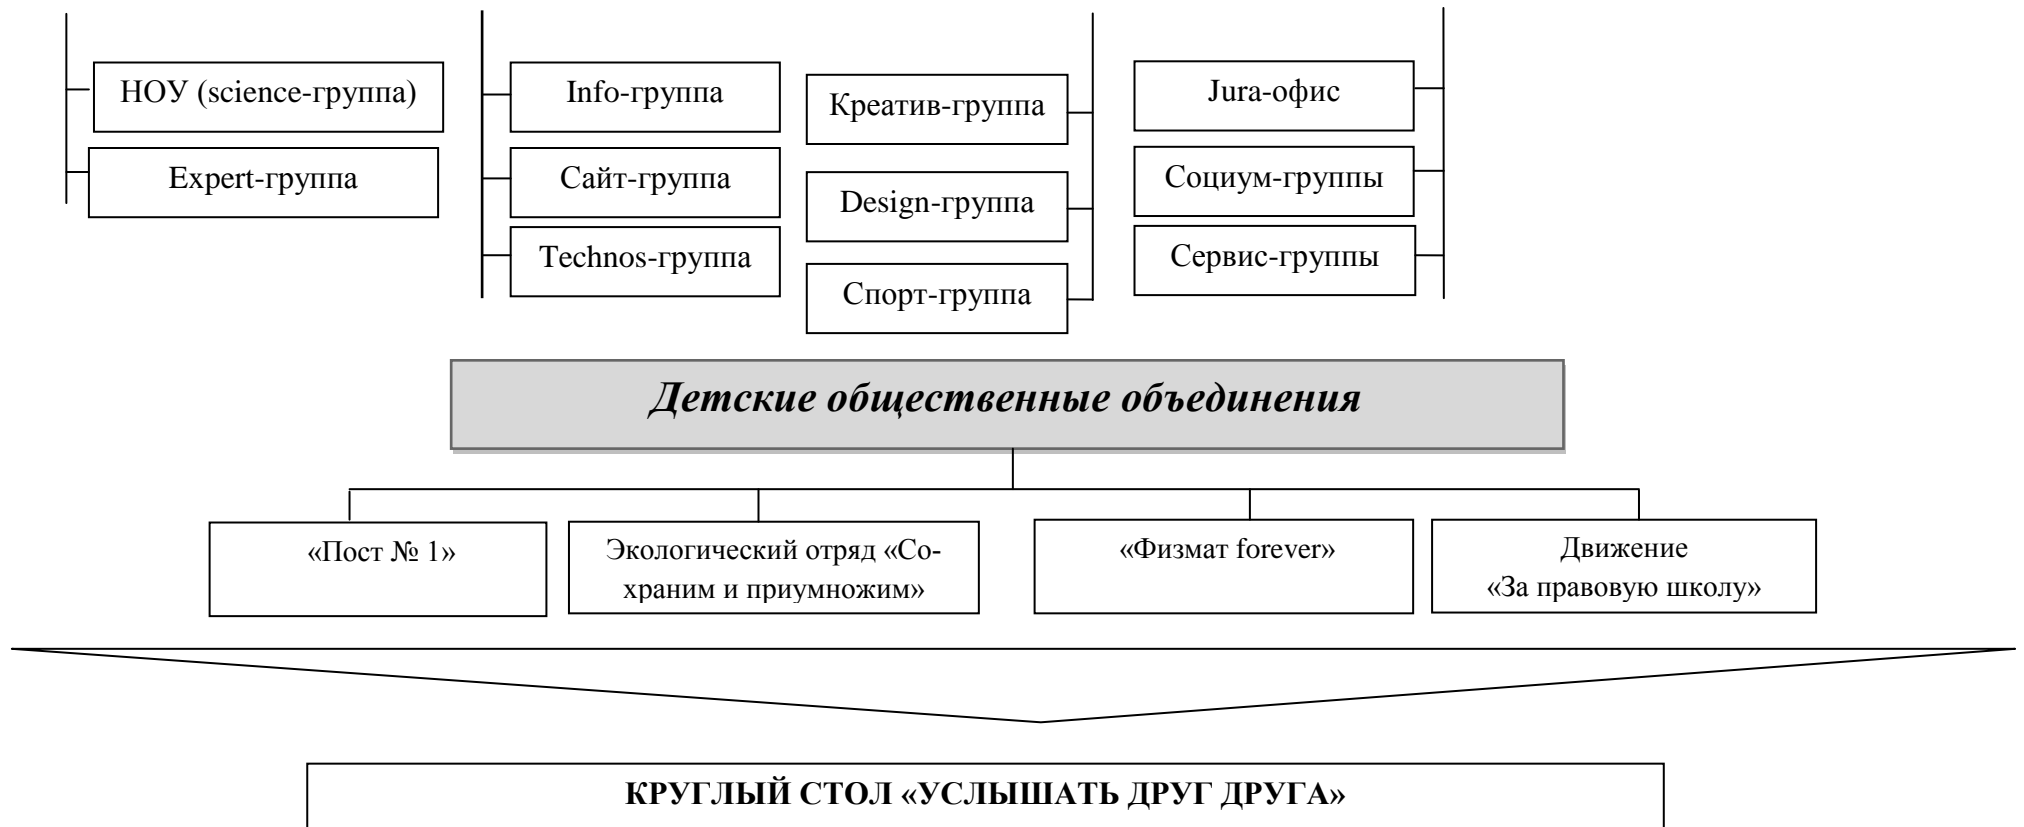 НОУ (science-группа)
Expert-группа
Info-группа
Сайт-группа
Technos-группа
Креатив-группа
Design-группа
Спорт-группа
Jura-офис
Социум-группы
Сервис-группы
Детские общественные объединения
«Пост № 1»
Экологический отряд «Со-
храним и приумножим»
«Физмат forever»
Движение
«За правовую школу»
КРУГЛЫЙ СТОЛ «УСЛЫШАТЬ ДРУГ ДРУГА»